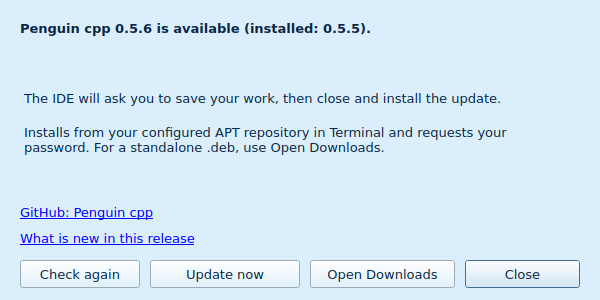 Penguin cpp 0.5.6 is available (installed: 0.5.5).
The IDE will ask you to save your work, then close and install the update.
Installs from your configured APT repository in Terminal and requests your
password. For a standalone .deb, use Open Downloads.
GitHub: Penguin cpp
What is new in this release
Check again
Update now
Open Downloads
Close